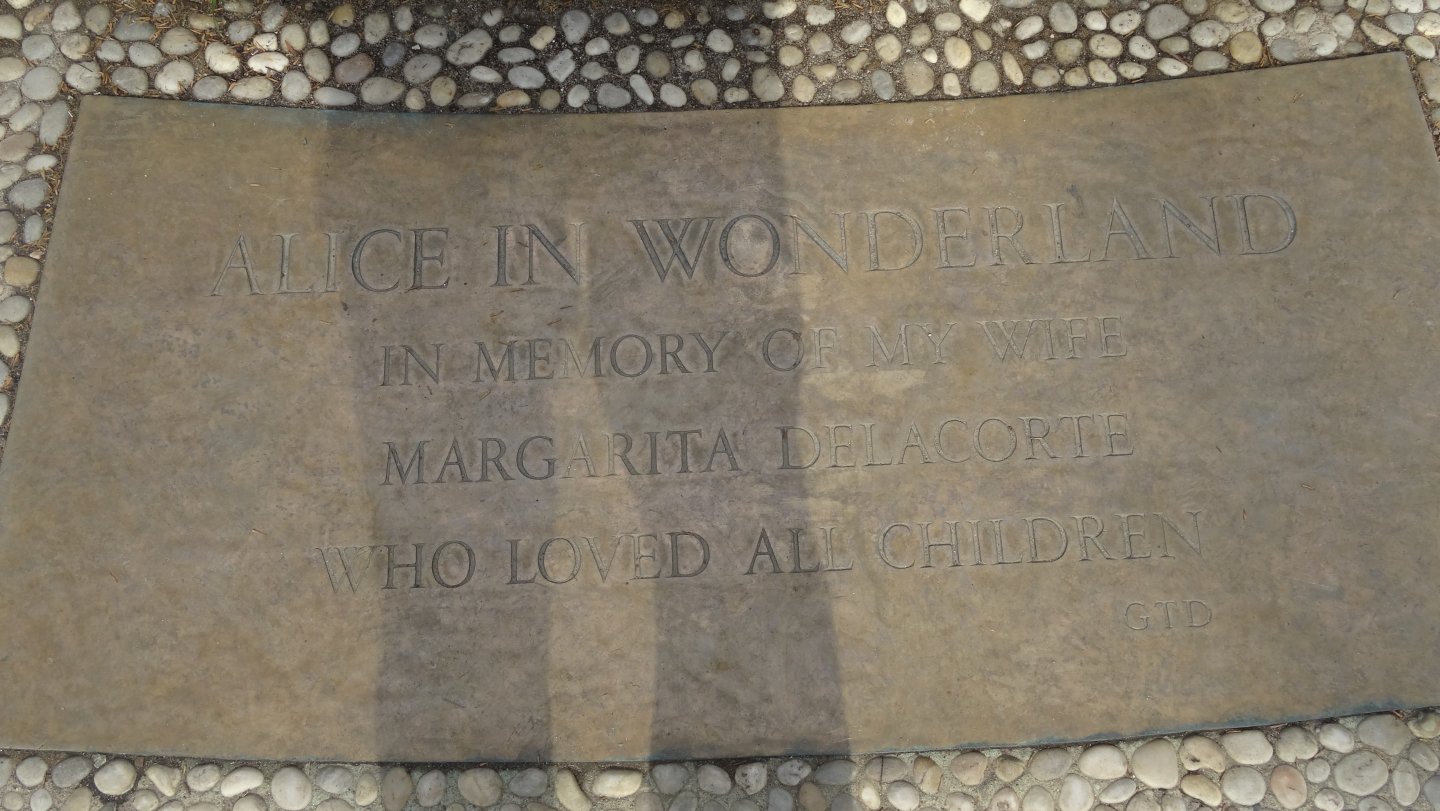 ALICE IN WONDERLAND
IN MEMORY OF MY WIFE
MARGARITA DELACORTE
WHO LOVED ALL CHILDREN
GTD